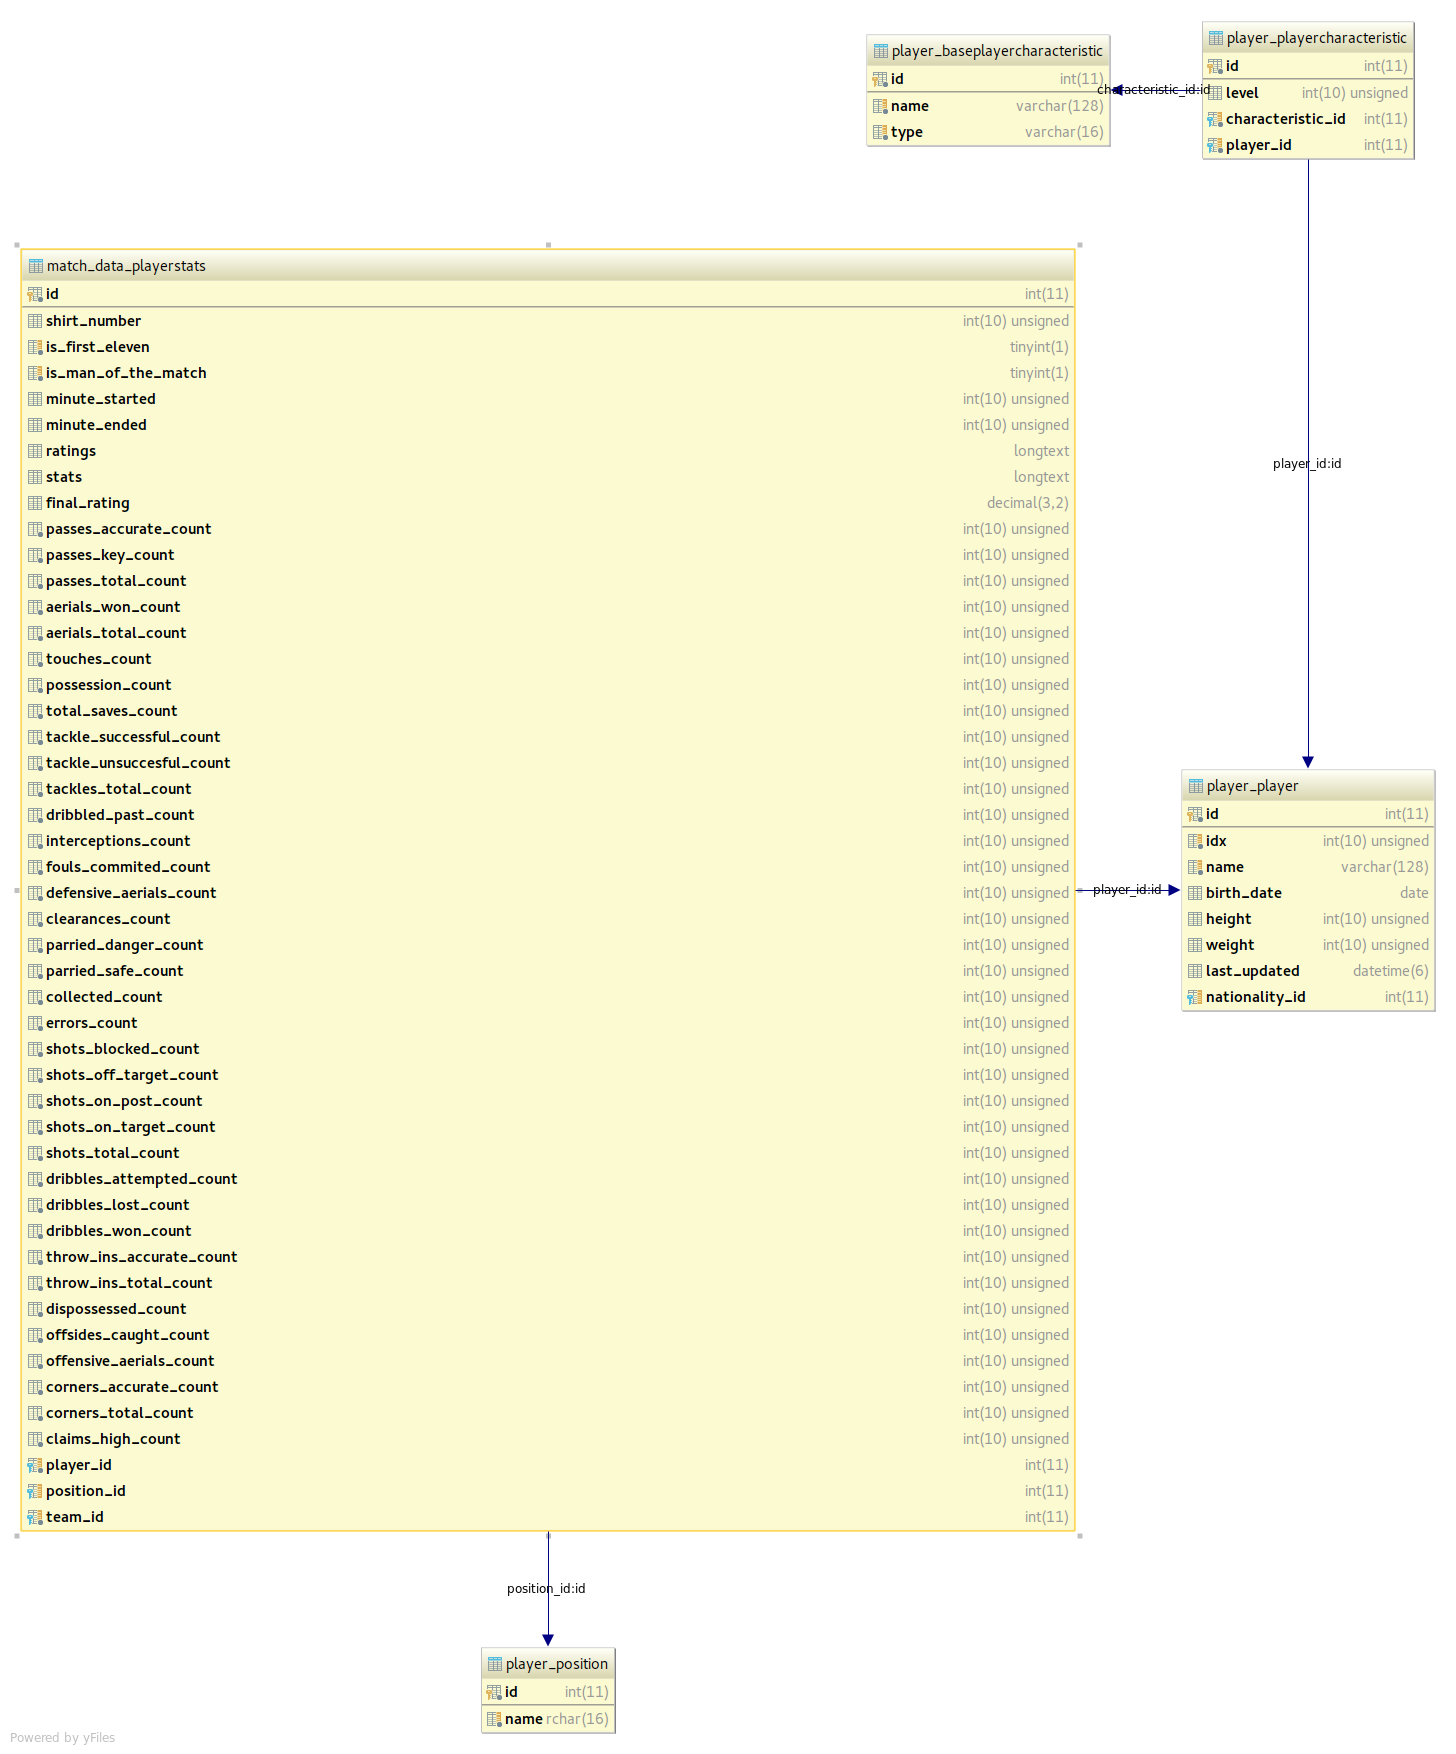 player_playercharacteristic
id int(11)
level int(10) unsigned
characteristic_id int(11)
player_id int(11)
player_baseplayercharacteristic
id int(11)
name varchar(128)
type varchar(16)
characteristic_id:id
match_data_playerstats
id int(11)
shirt_number int(10) unsigned
is_first_eleven tinyint(1)
is_man_of_the_match tinyint(1)
minute_started int(10) unsigned
minute_ended int(10) unsigned
ratings longtext
stats longtext
final_rating decimal(3,2)
passes_accurate_count int(10) unsigned
passes_key_count int(10) unsigned
passes_total_count int(10) unsigned
aerials_won_count int(10) unsigned
aerials_total_count int(10) unsigned
touches_count int(10) unsigned
possession_count int(10) unsigned
total_saves_count int(10) unsigned
tackle_successful_count int(10) unsigned
tackle_unsuccesful_count int(10) unsigned
tackles_total_count int(10) unsigned
dribbled_past_count int(10) unsigned
interceptions_count int(10) unsigned
fouls_commited_count int(10) unsigned
defensive_aerials_count int(10) unsigned
clearances_count int(10) unsigned
parried_danger_count int(10) unsigned
parried_safe_count int(10) unsigned
collected_count int(10) unsigned
errors_count int(10) unsigned
shots_blocked_count int(10) unsigned
shots_off_target_count int(10) unsigned
shots_on_post_count int(10) unsigned
shots_on_target_count int(10) unsigned
shots_total_count int(10) unsigned
dribbles_attempted_count int(10) unsigned
dribbles_lost_count int(10) unsigned
dribbles_won_count int(10) unsigned
throw_ins_accurate_count int(10) unsigned
throw_ins_total_count int(10) unsigned
dispossessed_count int(10) unsigned
offsides_caught_count int(10) unsigned
offensive_aerials_count int(10) unsigned
corners_accurate_count int(10) unsigned
corners_total_count int(10) unsigned
claims_high_count int(10) unsigned
player_id int(11)
position_id int(11)
team_id int(11)
player_id:id
player_id:id
player_player
id int(11)
idx int(10) unsigned
name varchar(128)
birth_date date
height int(10) unsigned
weight int(10) unsigned
last_updated datetime(6)
nationality_id int(11)
position_id:id
player_position
id int(11)
name rchar(16)
Powered by yFiles